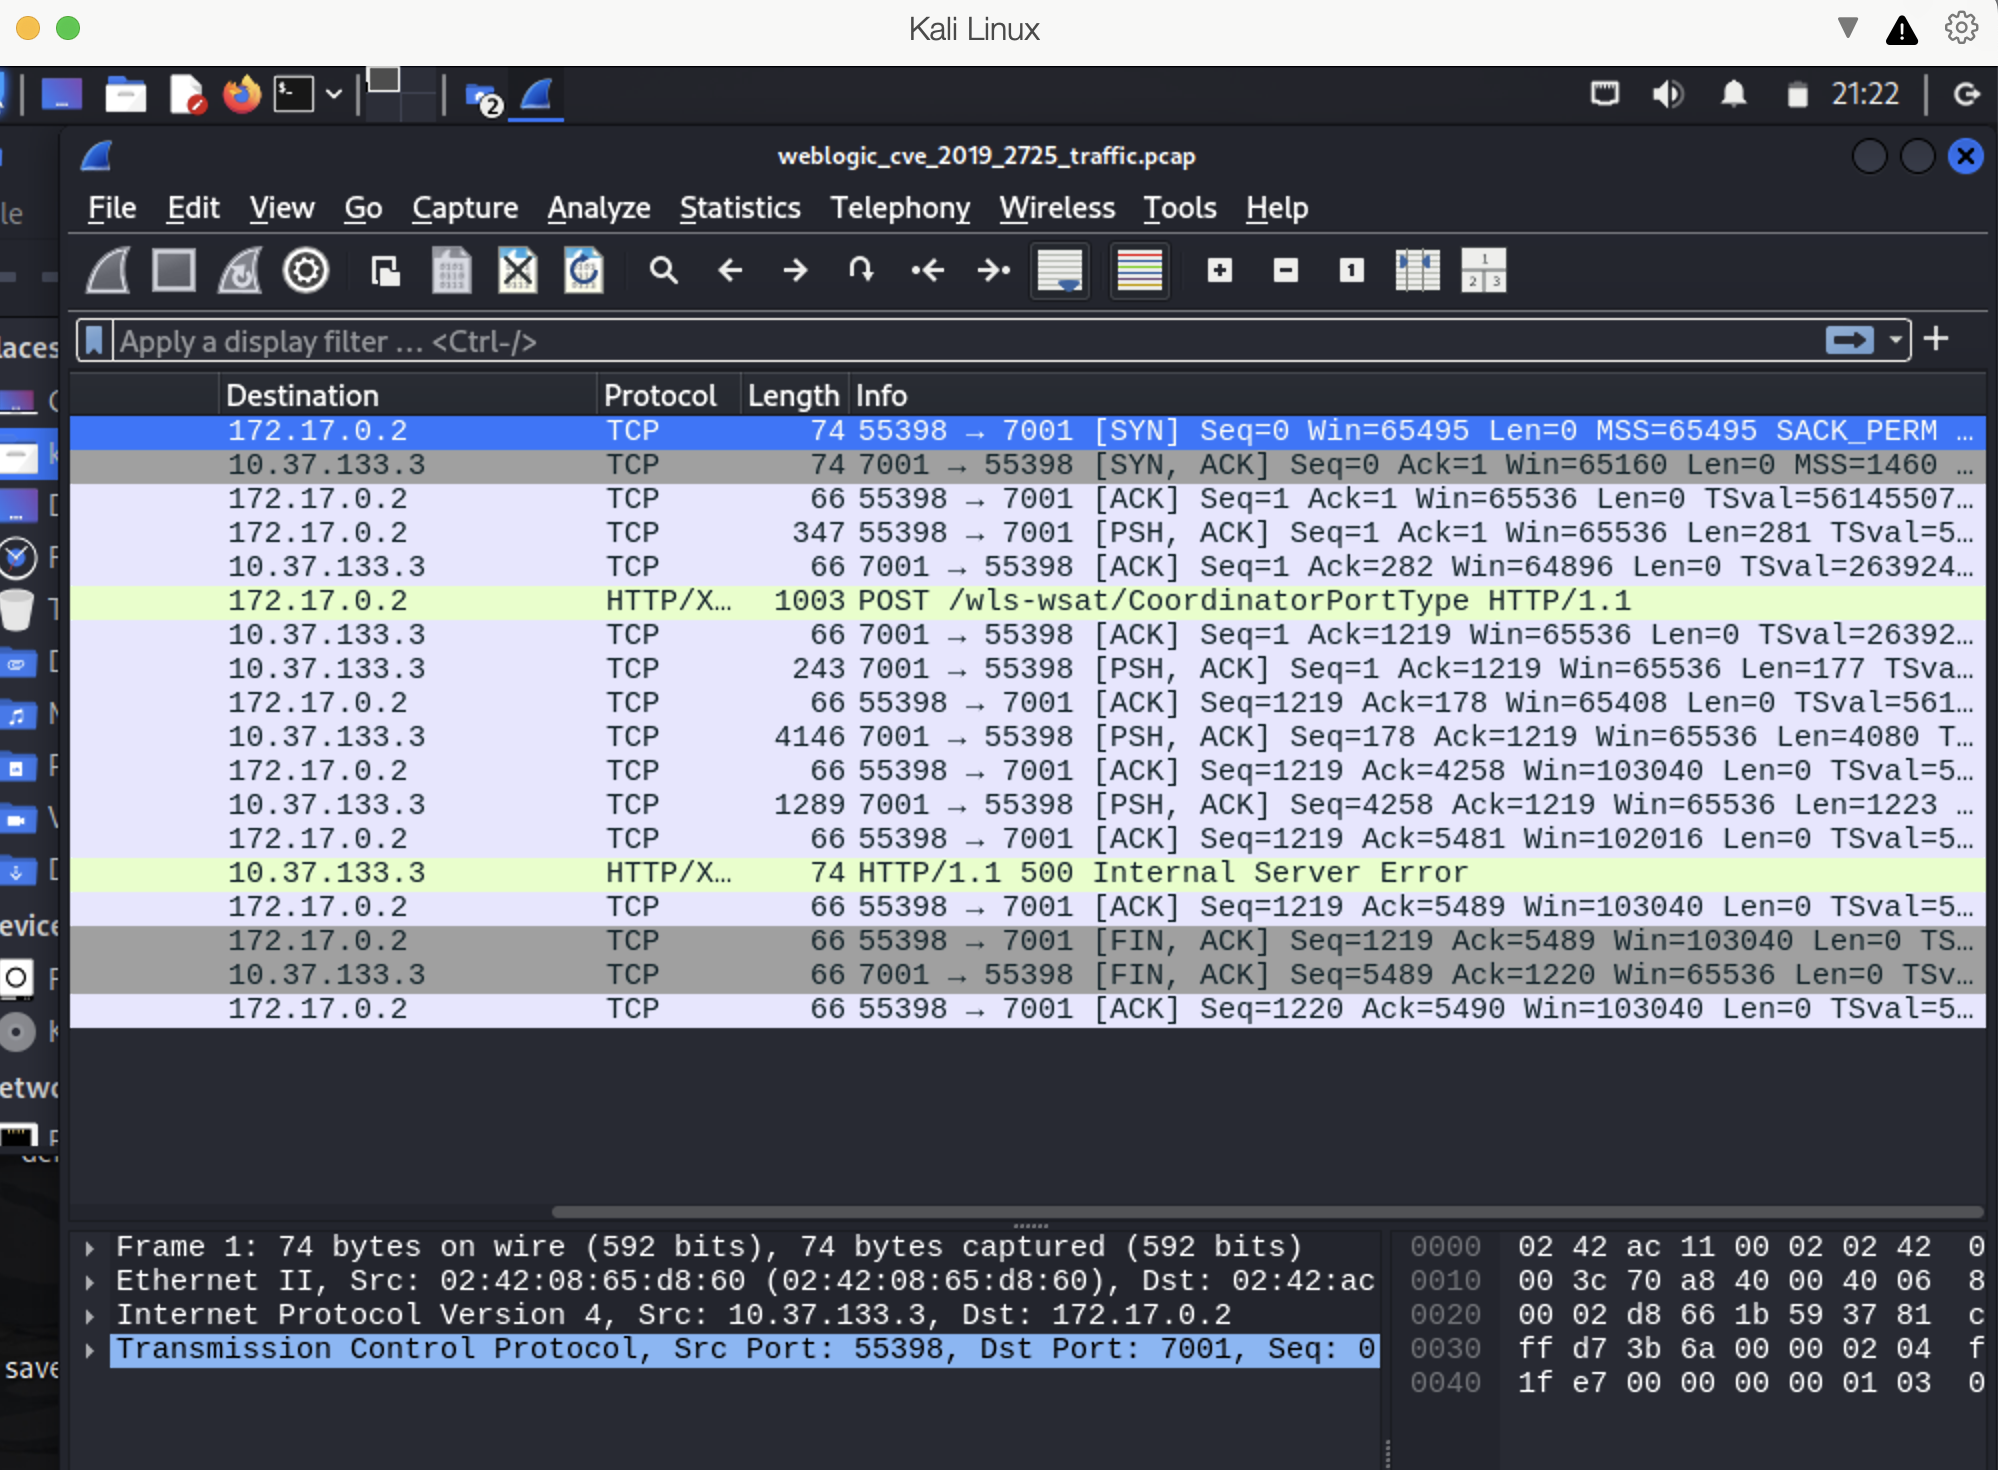 Kali Linux
2
21:22
weblogic_cve_2019_2725_traffic.pcap
File Edit View Go Capture Analyze Statistics Telephony Wireless Tools Help
Apply a display filter … <Ctrl-/>
Destination Protocol Length Info
172.17.0.2 TCP 74 55398 → 7001 [SYN] Seq=0 Win=65495 Len=0 MSS=65495 SACK_PERM …
10.37.133.3 TCP 74 7001 → 55398 [SYN, ACK] Seq=0 Ack=1 Win=65160 Len=0 MSS=1460 …
172.17.0.2 TCP 66 55398 → 7001 [ACK] Seq=1 Ack=1 Win=65536 Len=0 TSval=56145507…
172.17.0.2 TCP 347 55398 → 7001 [PSH, ACK] Seq=1 Ack=1 Win=65536 Len=281 TSval=5…
10.37.133.3 TCP 66 7001 → 55398 [ACK] Seq=1 Ack=282 Win=64896 Len=0 TSval=263924…
172.17.0.2 HTTP/X… 1003 POST /wls-wsat/CoordinatorPortType HTTP/1.1
10.37.133.3 TCP 66 7001 → 55398 [ACK] Seq=1 Ack=1219 Win=65536 Len=0 TSval=26392…
10.37.133.3 TCP 243 7001 → 55398 [PSH, ACK] Seq=1 Ack=1219 Win=65536 Len=177 TSva…
172.17.0.2 TCP 66 55398 → 7001 [ACK] Seq=1219 Ack=178 Win=65408 Len=0 TSval=561…
10.37.133.3 TCP 4146 7001 → 55398 [PSH, ACK] Seq=178 Ack=1219 Win=65536 Len=4080 T…
172.17.0.2 TCP 66 55398 → 7001 [ACK] Seq=1219 Ack=4258 Win=103040 Len=0 TSval=5…
10.37.133.3 TCP 1289 7001 → 55398 [PSH, ACK] Seq=4258 Ack=1219 Win=65536 Len=1223 …
172.17.0.2 TCP 66 55398 → 7001 [ACK] Seq=1219 Ack=5481 Win=102016 Len=0 TSval=5…
10.37.133.3 HTTP/X… 74 HTTP/1.1 500 Internal Server Error
172.17.0.2 TCP 66 55398 → 7001 [ACK] Seq=1219 Ack=5489 Win=103040 Len=0 TSval=5…
172.17.0.2 TCP 66 55398 → 7001 [FIN, ACK] Seq=1219 Ack=5489 Win=103040 Len=0 TS…
10.37.133.3 TCP 66 7001 → 55398 [FIN, ACK] Seq=5489 Ack=1220 Win=65536 Len=0 TSv…
172.17.0.2 TCP 66 55398 → 7001 [ACK] Seq=1220 Ack=5490 Win=103040 Len=0 TSval=5…
Frame 1: 74 bytes on wire (592 bits), 74 bytes captured (592 bits)
Ethernet II, Src: 02:42:08:65:d8:60 (02:42:08:65:d8:60), Dst: 02:42:ac
Internet Protocol Version 4, Src: 10.37.133.3, Dst: 172.17.0.2
Transmission Control Protocol, Src Port: 55398, Dst Port: 7001, Seq: 0
0000 02 42 ac 11 00 02 02 42 0
0010 00 3c 70 a8 40 00 40 06 8
0020 00 02 d8 66 1b 59 37 81 c
0030 ff d7 3b 6a 00 00 02 04 f
0040 1f e7 00 00 00 00 01 03 0
le
laces
evice
etwo
save